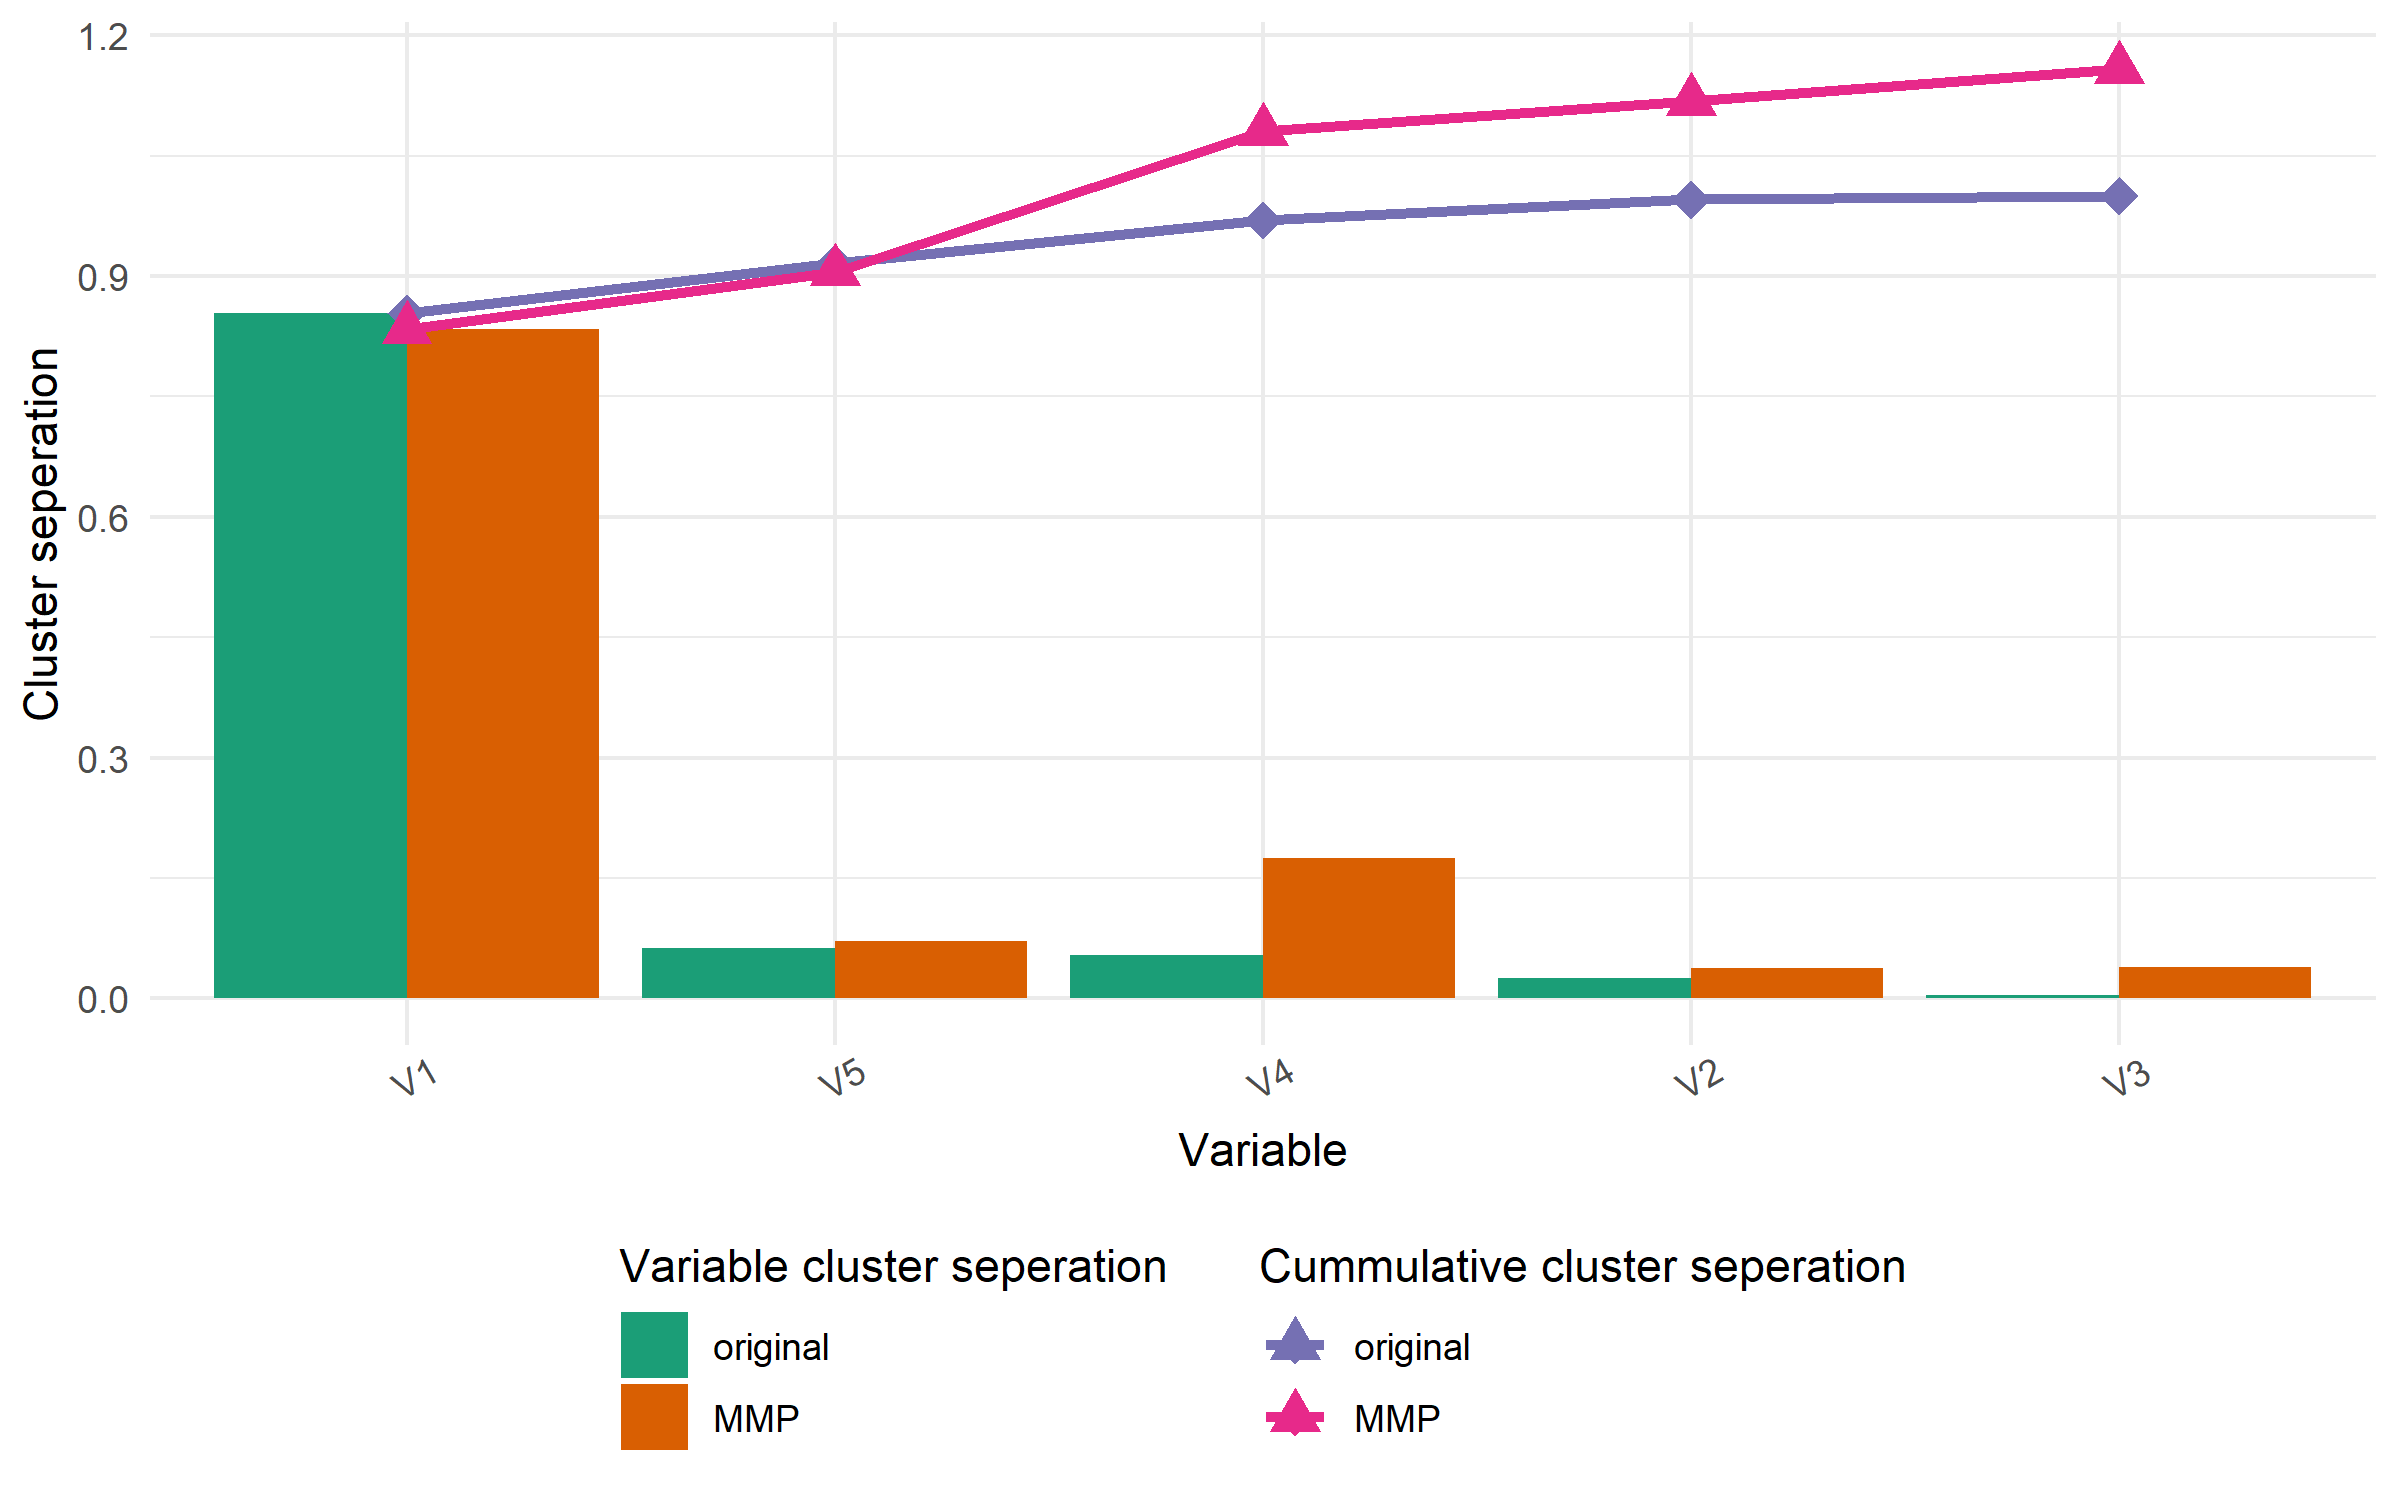 1.2
0.9
0.6
0.3
0.0
Cluster seperation
V1
V5
V4
V2
V3
Variable
Variable cluster seperation
original
MMP
Cummulative cluster seperation
original
MMP